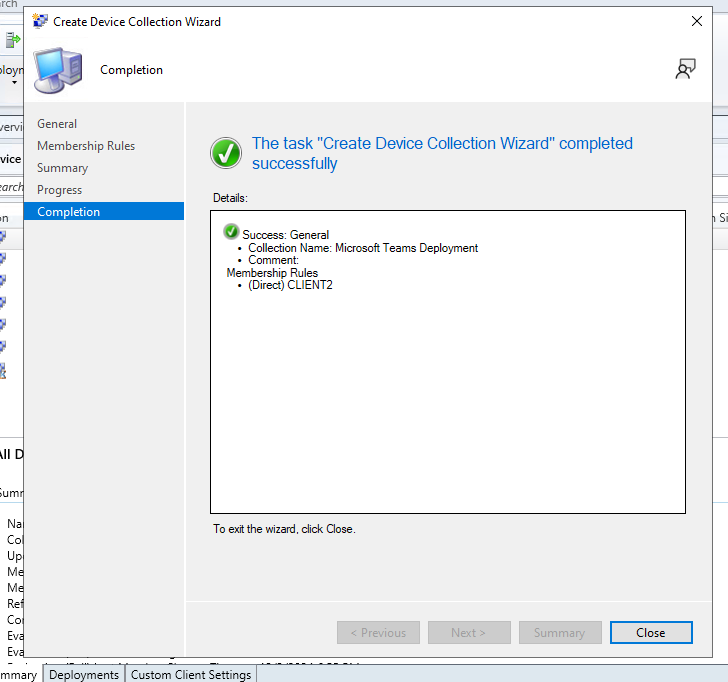 Create Device Collection Wizard
Completion
General
Membership Rules
Summary
Progress
Completion
The task "Create Device Collection Wizard" completed
successfully
Details:
Success: General
• Collection Name: Microsoft Teams Deployment
• Comment:
Membership Rules
• (Direct) CLIENT2
To exit the wizard, click Close.
< Previous
Next >
Summary
Close
Deployments
Custom Client Settings